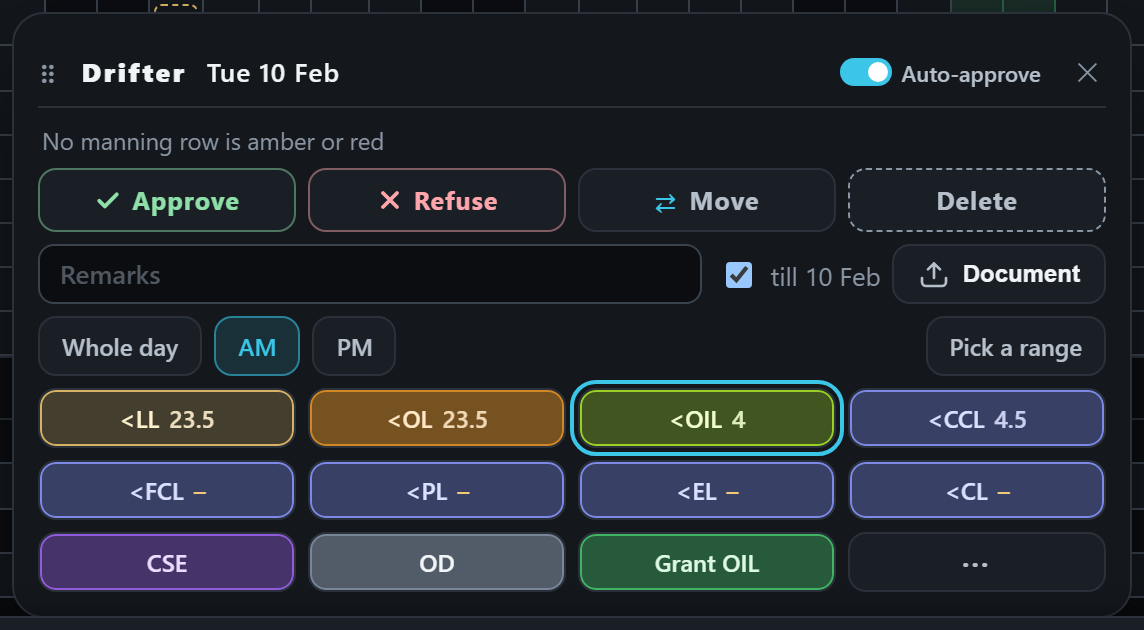 Drifter Tue 10 Feb Auto-approve
No manning row is amber or red
Approve Refuse Move Delete
Remarks till 10 Feb Document
Whole day AM PM Pick a range
<LL 23.5 <OL 23.5 <OIL 4 <CCL 4.5
<FCL – <PL – <EL – <CL –
CSE OD Grant OIL ...